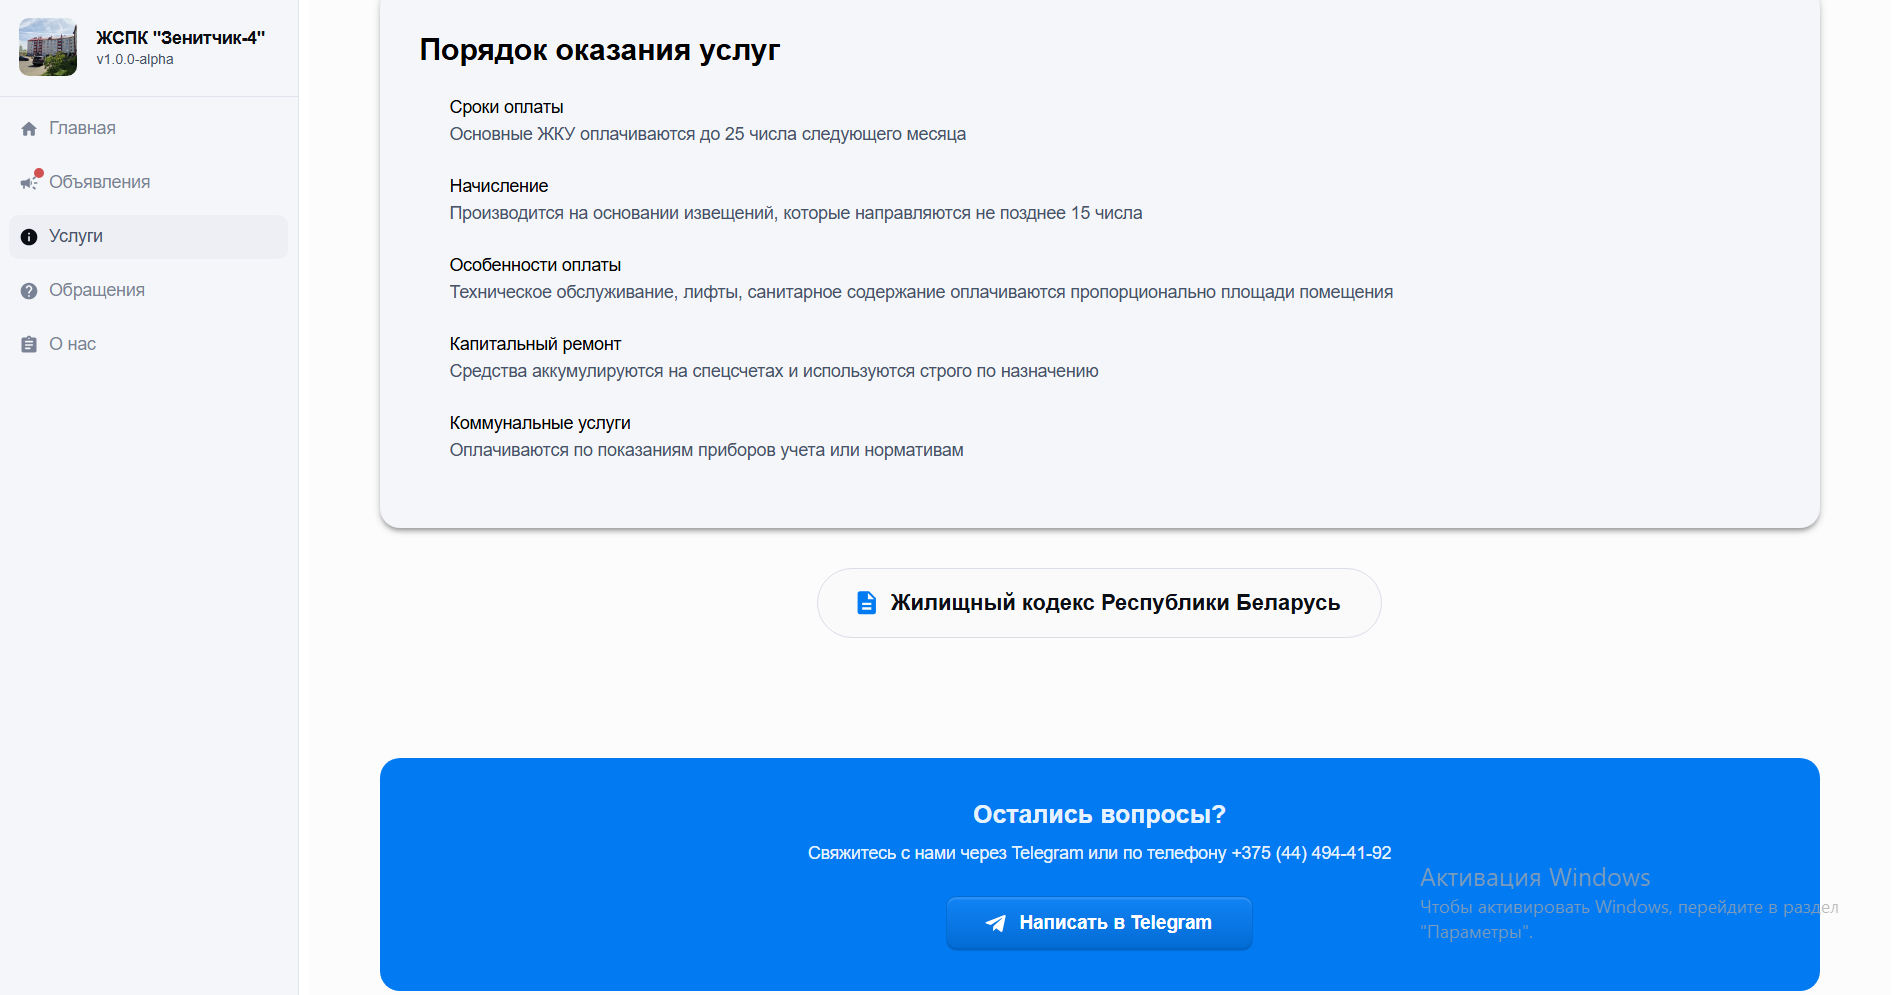 ЖСПК "Зенитчик-4"
v1.0.0-alpha
Главная
Объявления
Услуги
Обращения
О нас
Порядок оказания услуг
Сроки оплаты
Основные ЖКУ оплачиваются до 25 числа следующего месяца
Начисление
Производится на основании извещений, которые направляются не позднее 15 числа
Особенности оплаты
Техническое обслуживание, лифты, санитарное содержание оплачиваются пропорционально площади помещения
Капитальный ремонт
Средства аккумулируются на спецсчетах и используются строго по назначению
Коммунальные услуги
Оплачиваются по показаниям приборов учета или нормативам
Жилищный кодекс Республики Беларусь
Остались вопросы?
Свяжитесь с нами через Telegram или по телефону +375 (44) 494-41-92
Написать в Telegram
Активация Windows
Чтобы активировать Windows, перейдите в раздел
"Параметры".